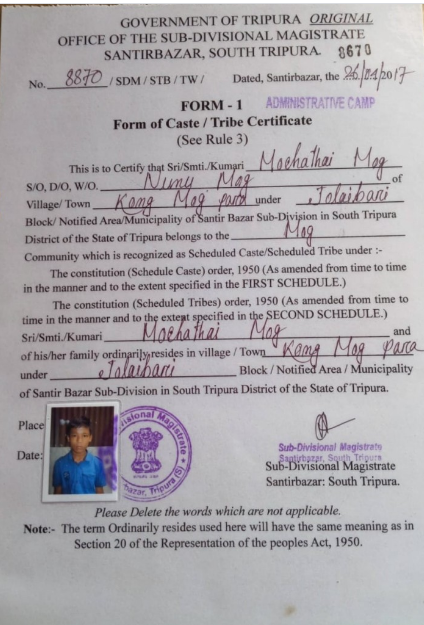 GOVERNMENT OF TRIPURA ORIGINAL
OFFICE OF THE SUB-DIVISIONAL MAGISTRATE
SANTIRBAZAR, SOUTH TRIPURA. 8670
No. 8870 / SDM / STB / TW / Dated, Santirbazar, the 26/01/2017
FORM - 1 ADMINISTRATIVE CAMP
Form of Caste / Tribe Certificate
(See Rule 3)
This is to Certify that Sri/Smti./Kumari Mochathai Mog
S/O, D/O, W/O. Nunu Mog of
Village/ Town Kang Mog para under Jolaibari
Block/ Notified Area/Municipality of Santir Bazar Sub-Division in South Tripura
District of the State of Tripura belongs to the Mog
Community which is recognized as Scheduled Caste/Scheduled Tribe under :-
The constitution (Schedule Caste) order, 1950 (As amended from time to time
in the manner and to the extent specified in the FIRST SCHEDULE.)
The constitution (Scheduled Tribes) order, 1950 (As amended from time to
time in the manner and to the extent specified in the SECOND SCHEDULE.)
Sri/Smti./Kumari Mochathai Mog and
of his/her family ordinarily resides in village / Town Kang Mog para
under Jolaibari Block / Notified Area / Municipality
of Santir Bazar Sub-Division in South Tripura District of the State of Tripura.
Place
Date:
Sub-Divisional Magistrate
Santirbazar, South Tripura
Sub-Divisional Magistrate
Santirbazar: South Tripura.
Please Delete the words which are not applicable.
Note:- The term Ordinarily resides used here will have the same meaning as in
Section 20 of the Representation of the peoples Act, 1950.